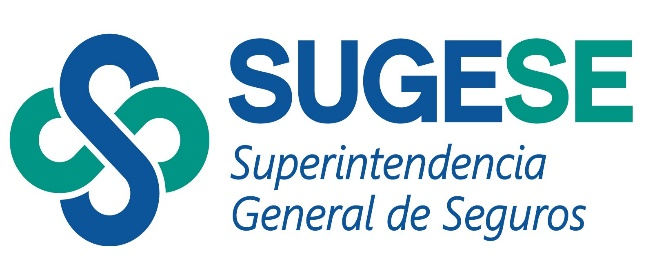 SUGESE
Superintendencia
General de Seguros